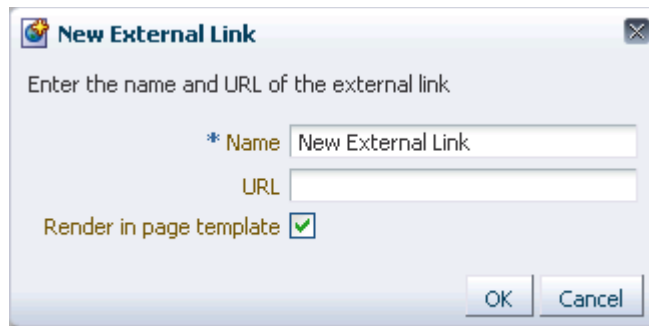 New External Link
Enter the name and URL of the external link
* Name New External Link
URL
Render in page template
OK Cancel